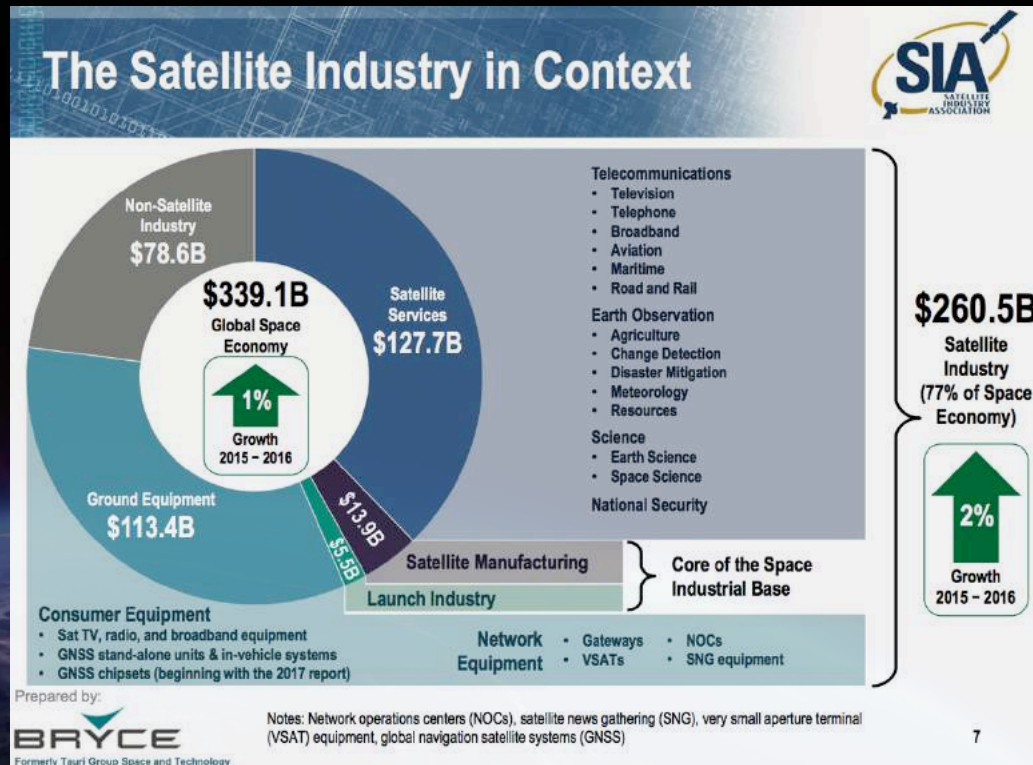 The Satellite Industry in Context
SIA
SATELLITE
INDUSTRY
ASSOCIATION
Non-Satellite
Industry
$78.6B
$339.1B
Global Space
Economy
1%
Growth
2015 – 2016
Satellite
Services
$127.7B
Ground Equipment
$113.4B
$13.9B
$5.5B
Telecommunications
• Television
• Telephone
• Broadband
• Aviation
• Maritime
• Road and Rail
Earth Observation
• Agriculture
• Change Detection
• Disaster Mitigation
• Meteorology
• Resources
Science
• Earth Science
• Space Science
National Security
$260.5B
Satellite
Industry
(77% of Space
Economy)
2%
Growth
2015 – 2016
Satellite Manufacturing
Launch Industry
Core of the Space
Industrial Base
Consumer Equipment
• Sat TV, radio, and broadband equipment
• GNSS stand-alone units & in-vehicle systems
• GNSS chipsets (beginning with the 2017 report)
Network
Equipment
• Gateways
• VSATs
• NOCs
• SNG equipment
Prepared by:
BRYCE
Formerly Tauri Group Space and Technology
Notes: Network operations centers (NOCs), satellite news gathering (SNG), very small aperture terminal
(VSAT) equipment, global navigation satellite systems (GNSS)
7